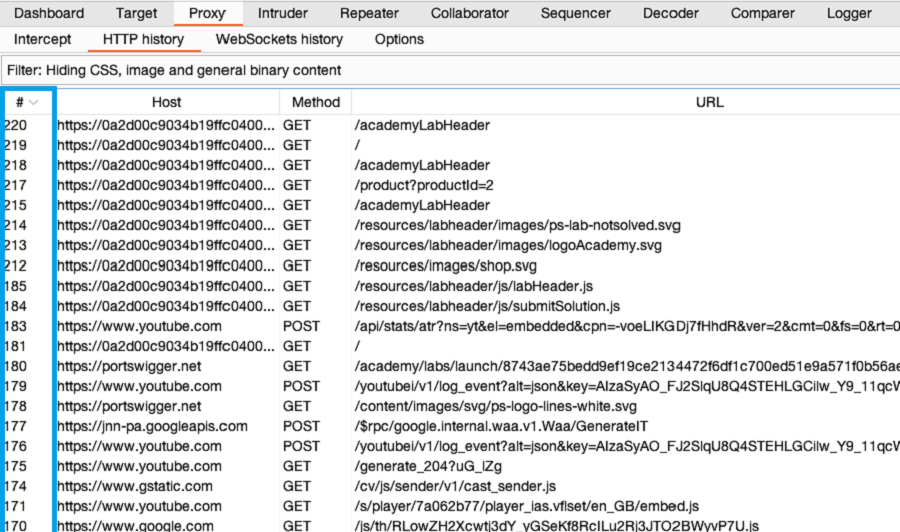 Dashboard Target Proxy Intruder Repeater Collaborator Sequencer Decoder Comparer Logger
Intercept HTTP history WebSockets history Options
Filter: Hiding CSS, image and general binary content
# Host Method URL
220 https://0a2d00c9034b19ffc0400... GET /academyLabHeader
219 https://0a2d00c9034b19ffc0400... GET /
218 https://0a2d00c9034b19ffc0400... GET /academyLabHeader
217 https://0a2d00c9034b19ffc0400... GET /product?productId=2
215 https://0a2d00c9034b19ffc0400... GET /academyLabHeader
214 https://0a2d00c9034b19ffc0400... GET /resources/labheader/images/ps-lab-notsolved.svg
213 https://0a2d00c9034b19ffc0400... GET /resources/labheader/images/logoAcademy.svg
212 https://0a2d00c9034b19ffc0400... GET /resources/images/shop.svg
185 https://0a2d00c9034b19ffc0400... GET /resources/labheader/js/labHeader.js
184 https://0a2d00c9034b19ffc0400... GET /resources/labheader/js/submitSolution.js
183 https://www.youtube.com POST /api/stats/atr?ns=yt&el=embedded&cpn=-voeLIKGDj7fHhdR&ver=2&cmt=0&fs=0&rt=0
181 https://0a2d00c9034b19ffc0400... GET /
180 https://portswigger.net GET /academy/labs/launch/8743ae75bedd9ef19ce2134472f6df1c700ed51e9a571f0b56ae
179 https://www.youtube.com POST /youtubei/v1/log_event?alt=json&key=AIzaSyAO_FJ2SlqU8Q4STEHLGCilw_Y9_11qcW
178 https://portswigger.net GET /content/images/svg/ps-logo-lines-white.svg
177 https://jnn-pa.googleapis.com POST /$rpc/google.internal.waa.v1.Waa/GenerateIT
176 https://www.youtube.com POST /youtubei/v1/log_event?alt=json&key=AIzaSyAO_FJ2SlqU8Q4STEHLGCilw_Y9_11qcW
175 https://www.youtube.com GET /generate_204?uG_lZg
174 https://www.gstatic.com GET /cv/js/sender/v1/cast_sender.js
171 https://www.youtube.com GET /s/player/7a062b77/player_ias.vflset/en_GB/embed.js
170 https://www.google.com GET /js/th/RLowZH2Xcwtj3dY_yGSeKf8RcILu2Rj3JTO2BWyvP7U.js